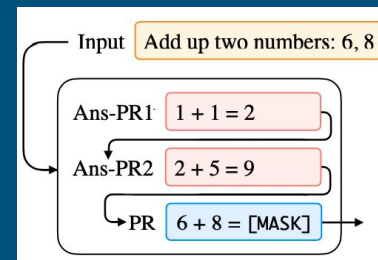 Input Add up two numbers: 6, 8
Ans-PR1 1 + 1 = 2
Ans-PR2 2 + 5 = 9
PR 6 + 8 = [MASK]